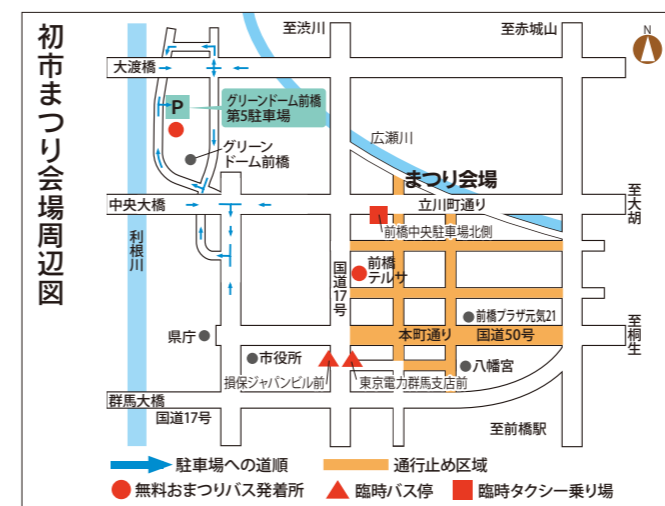 初市まつり会場周辺図
至渋川
至赤城山
N
大渡橋
P
グリーンドーム前橋
第5駐車場
グリーン
ドーム前橋
広瀬川
まつり会場
中央大橋
立川町通り
至大胡
前橋中央駐車場北側
利根川
国道17号
前橋
テルサ
前橋プラザ元気21
県庁
本町通り
国道50号
至桐生
市役所
八幡宮
損保ジャパンビル前
東京電力群馬支店前
群馬大橋
国道17号
至前橋駅
駐車場への道順
通行止め区域
無料おまつりバス発着所
臨時バス停
臨時タクシー乗り場